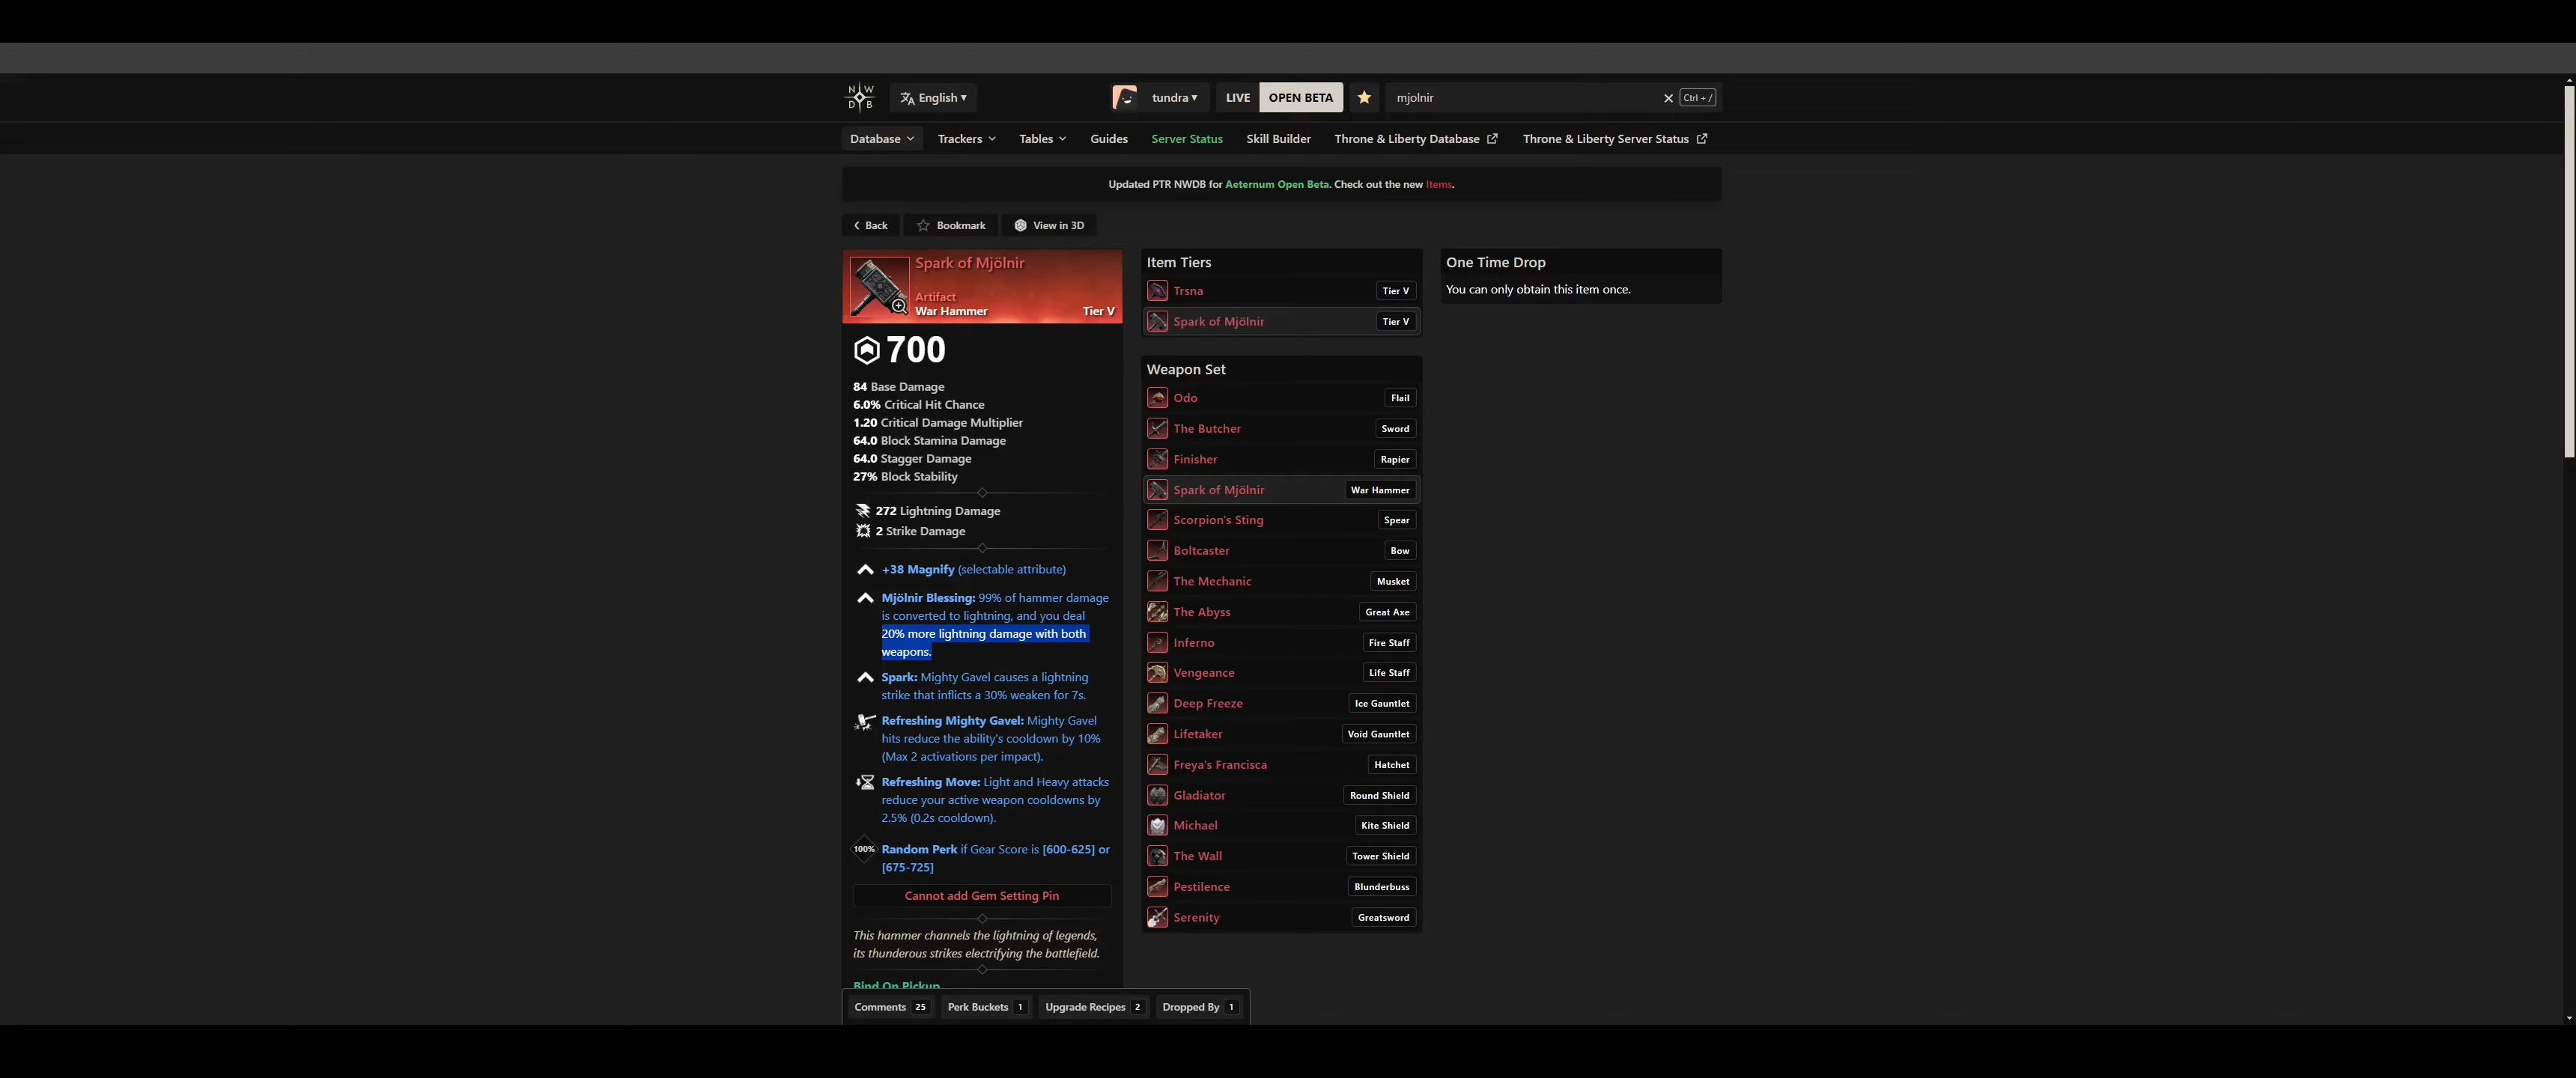 N W
D B
English
tundra
LIVE
OPEN BETA
mjolnir
Ctrl + /
Database
Trackers
Tables
Guides
Server Status
Skill Builder
Throne & Liberty Database
Throne & Liberty Server Status
Updated PTR NWDB for Aeternum Open Beta. Check out the new Items.
Back
Bookmark
View in 3D
Spark of Mjölnir
Artifact
War Hammer
Tier V
700
84 Base Damage
6.0% Critical Hit Chance
1.20 Critical Damage Multiplier
64.0 Block Stamina Damage
64.0 Stagger Damage
27% Block Stability
272 Lightning Damage
2 Strike Damage
+38 Magnify (selectable attribute)
Mjölnir Blessing: 99% of hammer damage
is converted to lightning, and you deal
20% more lightning damage with both
weapons.
Spark: Mighty Gavel causes a lightning
strike that inflicts a 30% weaken for 7s.
Refreshing Mighty Gavel: Mighty Gavel
hits reduce the ability's cooldown by 10%
(Max 2 activations per impact).
Refreshing Move: Light and Heavy attacks
reduce your active weapon cooldowns by
2.5% (0.2s cooldown).
100%
Random Perk if Gear Score is [600-625] or
[675-725]
Cannot add Gem Setting Pin
This hammer channels the lightning of legends,
its thunderous strikes electrifying the battlefield.
Bind On Pickup
Item Tiers
Trsna
Tier V
Spark of Mjölnir
Tier V
Weapon Set
Odo
Flail
The Butcher
Sword
Finisher
Rapier
Spark of Mjölnir
War Hammer
Scorpion's Sting
Spear
Boltcaster
Bow
The Mechanic
Musket
The Abyss
Great Axe
Inferno
Fire Staff
Vengeance
Life Staff
Deep Freeze
Ice Gauntlet
Lifetaker
Void Gauntlet
Freya's Francisca
Hatchet
Gladiator
Round Shield
Michael
Kite Shield
The Wall
Tower Shield
Pestilence
Blunderbuss
Serenity
Greatsword
One Time Drop
You can only obtain this item once.
Comments 25
Perk Buckets 1
Upgrade Recipes 2
Dropped By 1